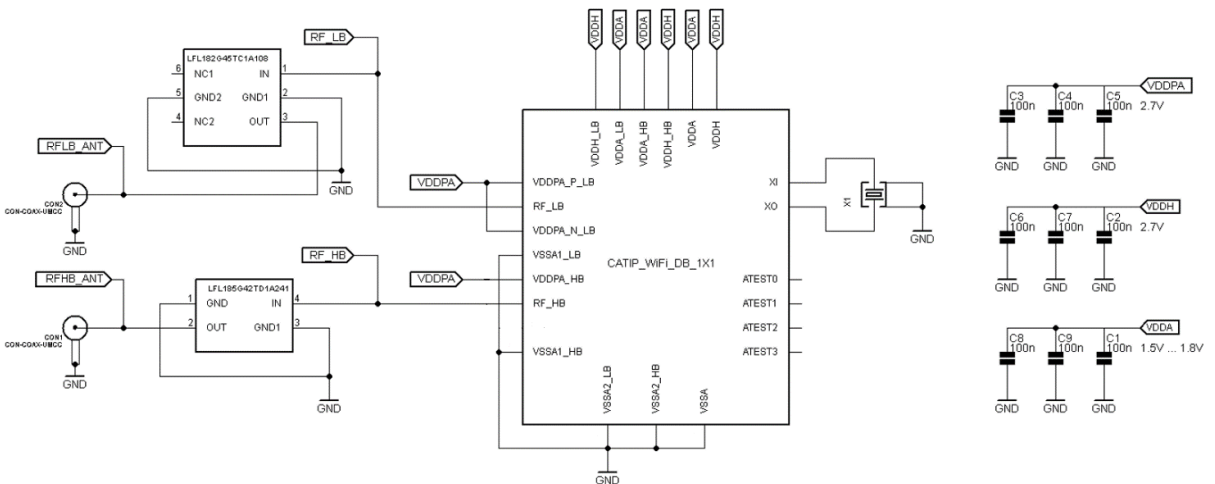 RF_LB
LFL182G45TC1A108
6 NC1 IN 1
5 GND2 GND1 2
4 NC2 OUT 3
RFLB_ANT
GND
CON2
CON-COAX-UMCC
GND
RFHB_ANT
RF_HB
LFL185G42TD1A241
1 GND IN 4
2 OUT GND1 3
CON1
CON-COAX-UMCC
GND
GND
VDDH VDDA VDDA VDDH VDDA VDDH
VDDH_LB VDDA_LB VDDA_HB VDDH_HB VDDA VDDH
VDDPA
VDDPA_P_LB
RF_LB
VDDPA_N_LB
VSSA1_LB
VDDPA
VDDPA_HB
RF_HB
VSSA1_HB
CATIP_WiFi_DB_1X1
XI
XO
ATEST0
ATEST1
ATEST2
ATEST3
VSSA2_LB VSSA2_HB VSSA
GND
X1
GND
VDDPA
C3 C4 C5
100n 100n 100n 2.7V
GND GND GND
VDDH
C6 C7 C2
100n 100n 100n 2.7V
GND GND GND
VDDA
C8 C9 C1
100n 100n 100n 1.5V ... 1.8V
GND GND GND